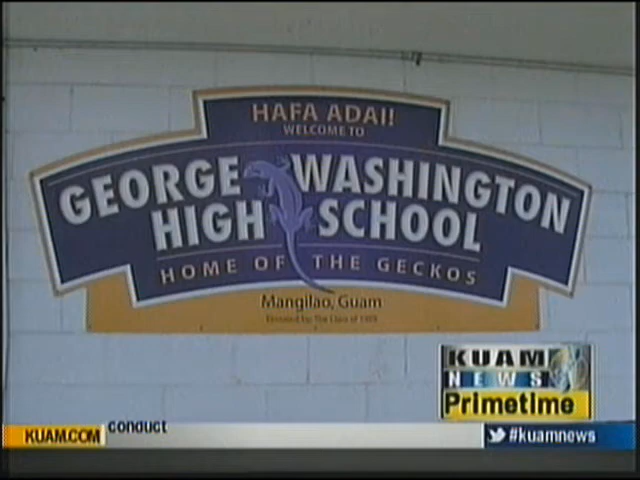 HAFA ADAI!
WELCOME TO
GEORGE WASHINGTON
HIGH SCHOOL
HOME OF THE GECKOS
Mangilao, Guam
KUAM
NEWS
Primetime
KUAM.COM
conduct
#kuamnews